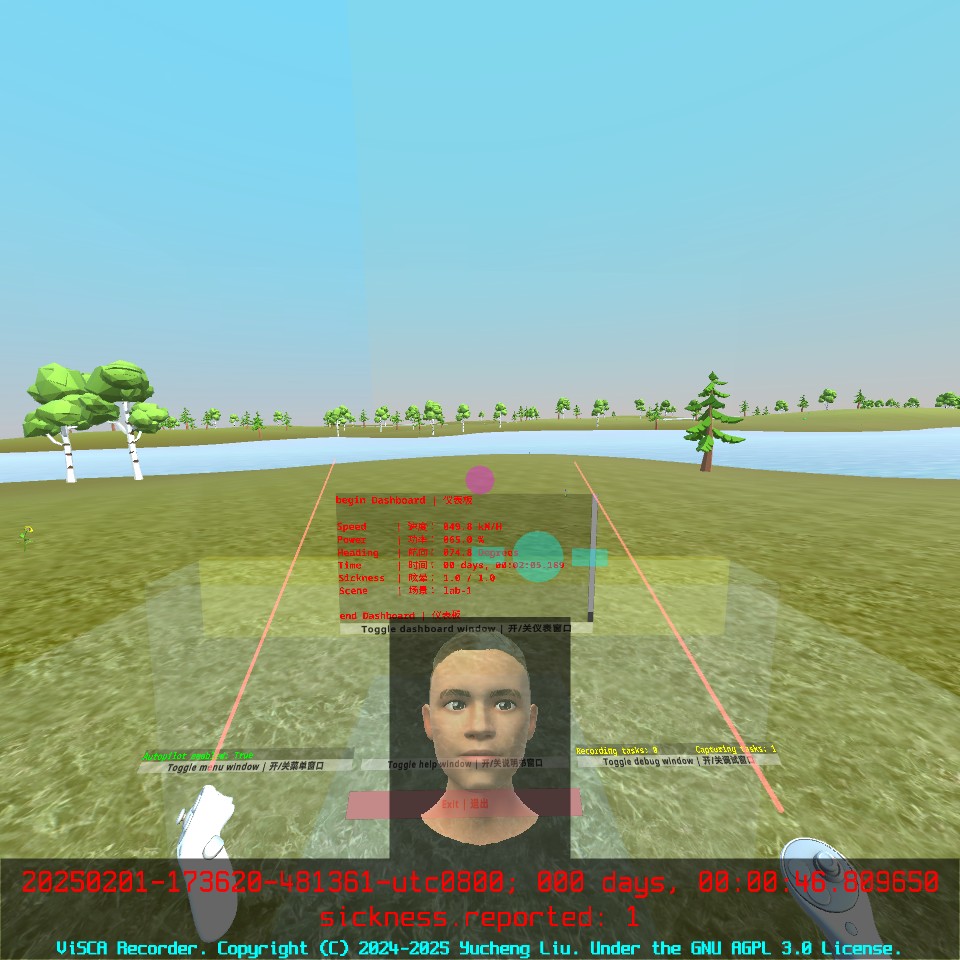 begin Dashboard | 仪表板
Speed | 速度: 049.8 kM/H
Power | 功率: 065.0 %
Heading | 航向: 074.8 Degrees
Time | 时间: 00 days, 00:02:05.169
Sickness | 眩晕: 1.0 / 1.0
Scene | 场景: lab-1
end Dashboard | 仪表板
Toggle dashboard window | 开/关仪表窗口
Autopilot True
Recording tasks: 0 Capturing tasks: 1
Toggle menu window | 开/关菜单窗口
Toggle help window | 开/关说明书窗口
Toggle debug window | 开/关调试窗口
Exit | 退出
20250201-173620-481361-utc0800; 000 days, 00:00:46.809650
sickness.reported: 1
ViSCA Recorder. Copyright (C) 2024-2025 Yucheng Liu. Under the GNU AGPL 3.0 License.